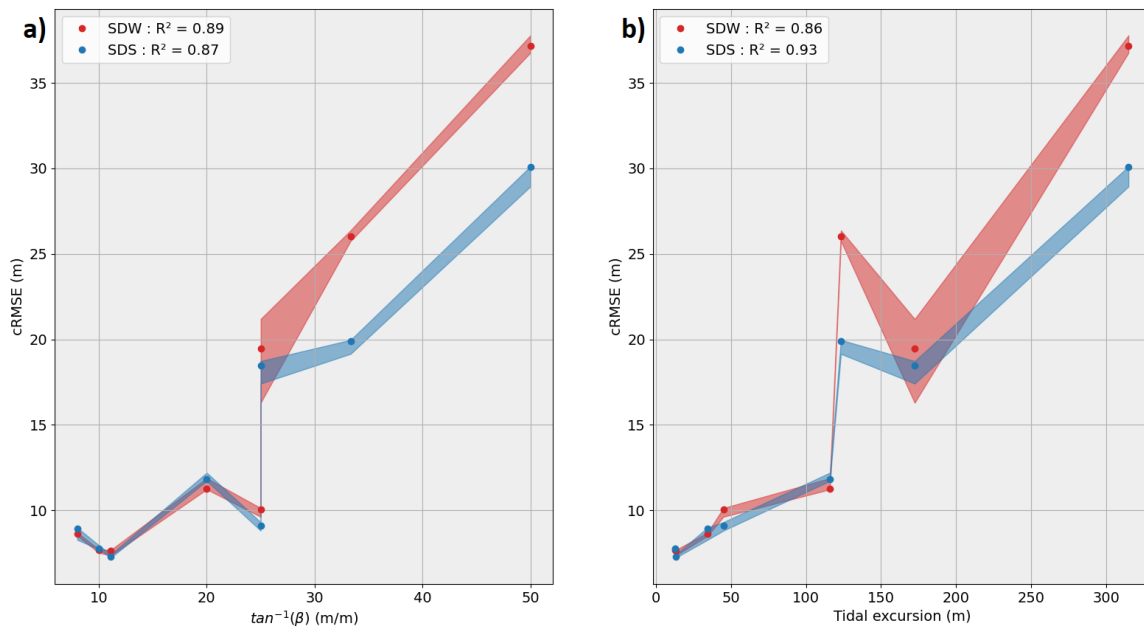 a)
SDW : R² = 0.89
SDS : R² = 0.87
35
30
25
20
15
10
cRMSE (m)
10 20 30 40 50
tan⁻¹(β) (m/m)
b)
SDW : R² = 0.86
SDS : R² = 0.93
35
30
25
20
15
10
cRMSE (m)
0 50 100 150 200 250 300
Tidal excursion (m)